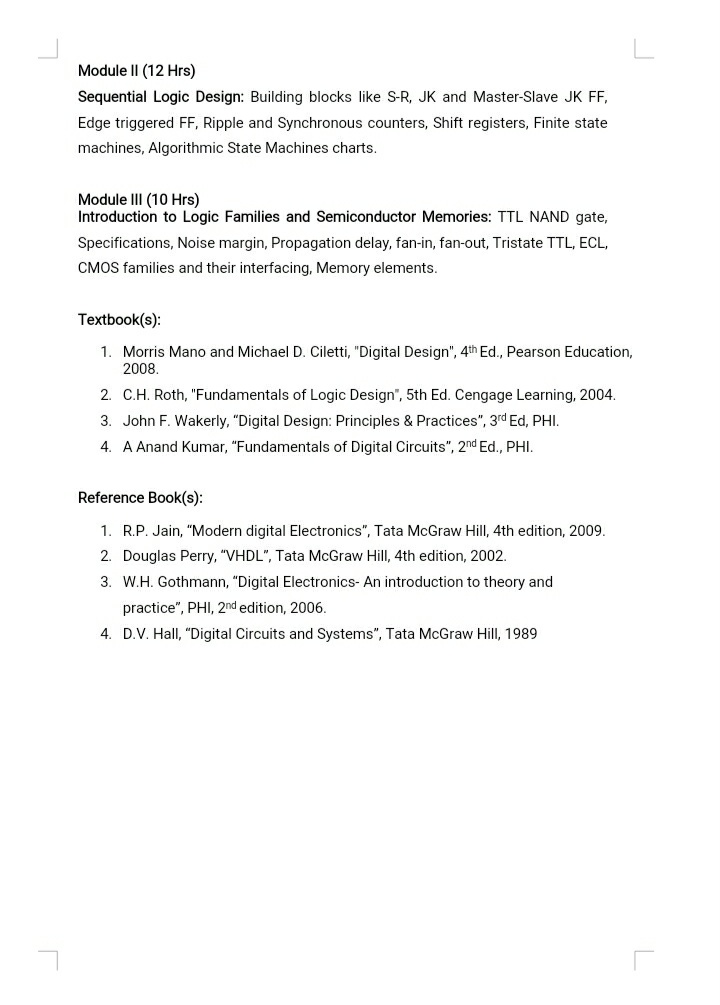 Module II (12 Hrs)
Sequential Logic Design: Building blocks like S-R, JK and Master-Slave JK FF,
Edge triggered FF, Ripple and Synchronous counters, Shift registers, Finite state
machines, Algorithmic State Machines charts.
Module III (10 Hrs)
Introduction to Logic Families and Semiconductor Memories: TTL NAND gate,
Specifications, Noise margin, Propagation delay, fan-in, fan-out, Tristate TTL, ECL,
CMOS families and their interfacing, Memory elements.
Textbook(s):
1. Morris Mano and Michael D. Ciletti, "Digital Design", 4th Ed., Pearson Education,
2008.
2. C.H. Roth, "Fundamentals of Logic Design", 5th Ed. Cengage Learning, 2004.
3. John F. Wakerly, “Digital Design: Principles & Practices”, 3rd Ed, PHI.
4. A Anand Kumar, “Fundamentals of Digital Circuits”, 2nd Ed., PHI.
Reference Book(s):
1. R.P. Jain, “Modern digital Electronics”, Tata McGraw Hill, 4th edition, 2009.
2. Douglas Perry, “VHDL”, Tata McGraw Hill, 4th edition, 2002.
3. W.H. Gothmann, “Digital Electronics- An introduction to theory and
practice”, PHI, 2nd edition, 2006.
4. D.V. Hall, “Digital Circuits and Systems”, Tata McGraw Hill, 1989